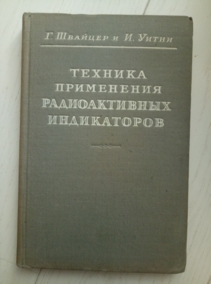 Г. Швайцер и И. Уитни
ТЕХНИКА
ПРИМЕНЕНИЯ
РАДИОАКТИВНЫХ
ИНДИКАТОРОВ